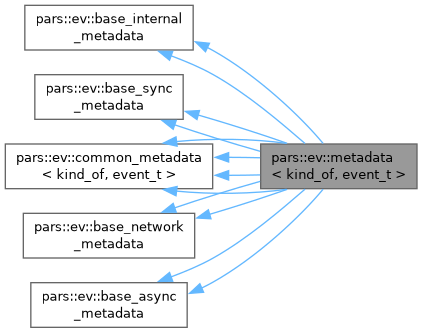 pars::ev::base_internal
_metadata
pars::ev::base_sync
_metadata
pars::ev::common_metadata
< kind_of, event_t >
pars::ev::metadata
< kind_of, event_t >
pars::ev::base_network
_metadata
pars::ev::base_async
_metadata